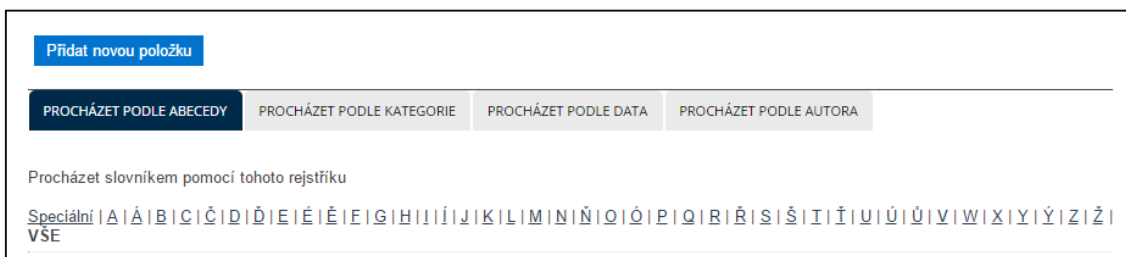 Přidat novou položku
PROCHÁZET PODLE ABECEDY PROCHÁZET PODLE KATEGORIE PROCHÁZET PODLE DATA PROCHÁZET PODLE AUTORA
Procházet slovníkem pomocí tohoto rejstříku
Speciální | A | Á | B | C | Č | D | Ď | E | É | Ě | F | G | H | I | Í | J | K | L | M | N | Ň | O | Ó | P | Q | R | Ř | S | Š | T | Ť | U | Ú | Ů | V | W | X | Y | Ý | Z | Ž |
VŠE